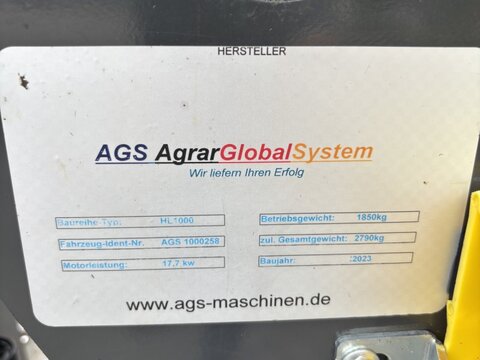 HERSTELLER
AGS AgrarGlobalSystem
Wir liefern Ihren Erfolg
Baureihe-Typ: HL1000
Betriebsgewicht: 1850kg
Fahrzeug-Ident-Nr. AGS 1000258
zul. Gesamtgewicht: 2790kg
Motorleistung: 17,7 kw
Baujahr: 2023
www.ags-maschinen.de